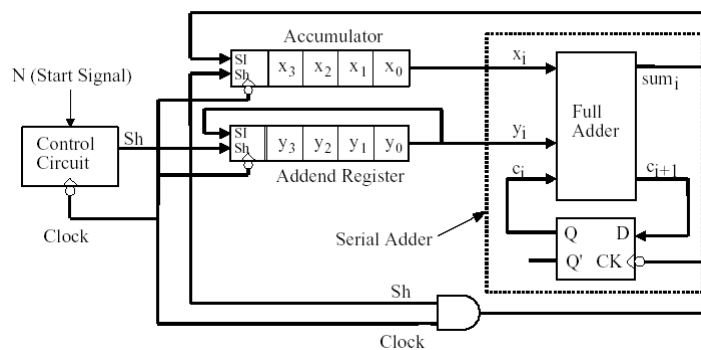 Accumulator
N (Start Signal)
SI
Sh
x3 x2 x1 x0
xi
sumi
Full
Adder
Control
Circuit
Sh
SI
Sh
y3 y2 y1 y0
yi
Addend Register
ci
ci+1
Clock
Serial Adder
Q D
Q' CK
Sh
Clock